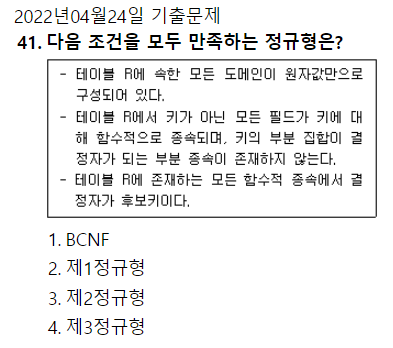 2022년04월24일 기출문제
41. 다음 조건을 모두 만족하는 정규형은?
- 테이블 R에 속한 모든 도메인이 원자값만으로
구성되어 있다.
- 테이블 R에서 키가 아닌 모든 필드가 키에 대
해 함수적으로 종속되며, 키의 부분 집합이 결
정자가 되는 부분 종속이 존재하지 않는다.
- 테이블 R에 존재하는 모든 함수적 종속에서 결
정자가 후보키이다.
1. BCNF
2. 제1정규형
3. 제2정규형
4. 제3정규형